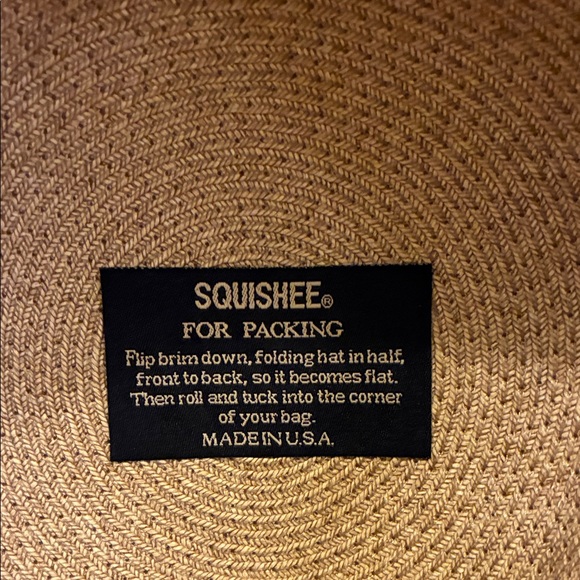 SQUISHEE®
FOR PACKING
Flip brim down, folding hat in half,
front to back, so it becomes flat.
Then roll and tuck into the corner
of your bag.
MADE IN U.S.A.